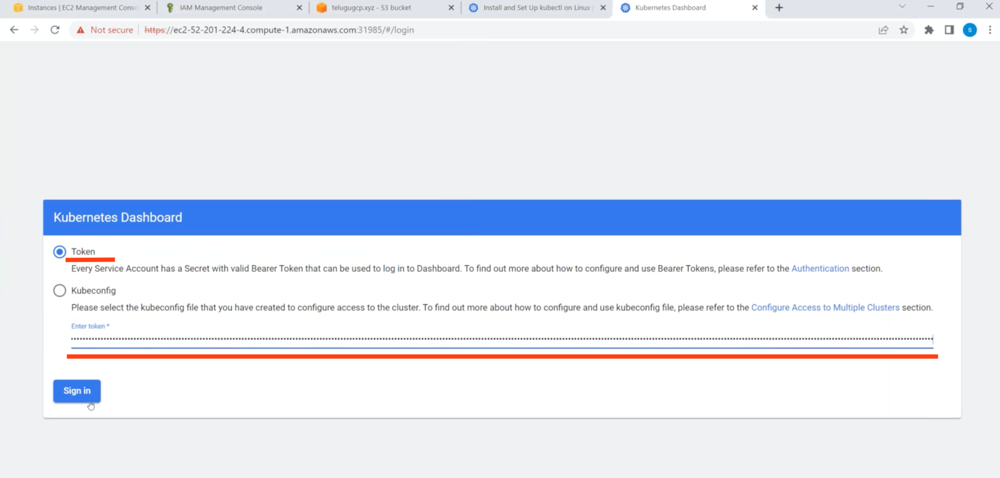 Instances | EC2 Management Conso
IAM Management Console
telugugcp.xyz - S3 bucket
Install and Set Up kubectl on Linux |
Kubernetes Dashboard
Not secure | https://ec2-52-201-224-4.compute-1.amazonaws.com:31985/#/login
S
Kubernetes Dashboard
Token
Every Service Account has a Secret with valid Bearer Token that can be used to log in to Dashboard. To find out more about how to configure and use Bearer Tokens, please refer to the Authentication section.
Kubeconfig
Please select the kubeconfig file that you have created to configure access to the cluster. To find out more about how to configure and use kubeconfig file, please refer to the Configure Access to Multiple Clusters section.
Enter token *
Sign in